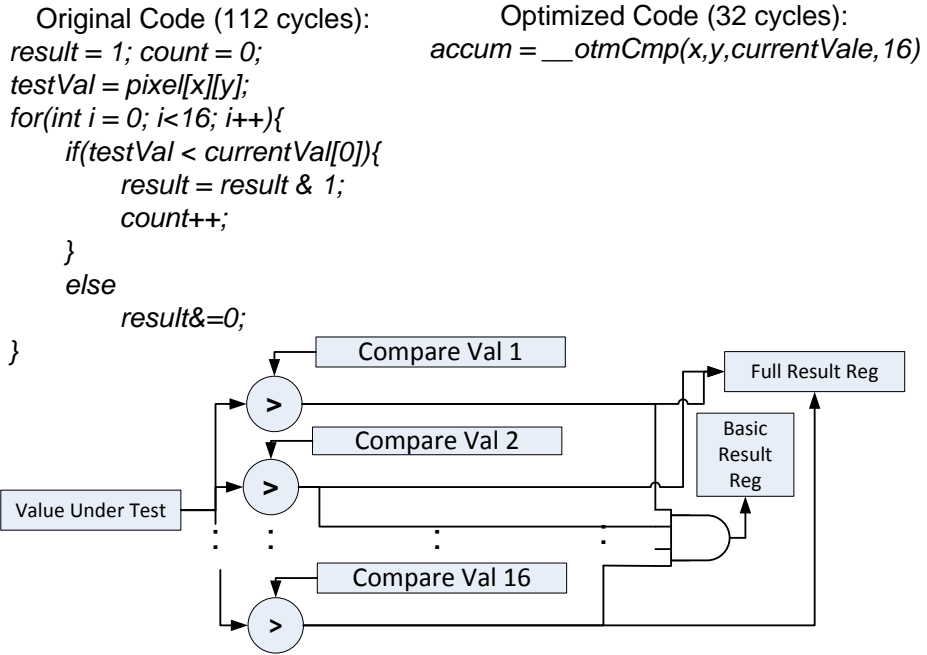 Original Code (112 cycles):
result = 1; count = 0;
testVal = pixel[x][y];
for(int i = 0; i<16; i++){
if(testVal < currentVal[0]){
result = result & 1;
count++;
}
else
result&=0;
}
Optimized Code (32 cycles):
accum = __otmCmp(x,y,currentVale,16)
Compare Val 1
>
Full Result Reg
Compare Val 2
>
Basic
Result
Reg
Value Under Test
Compare Val 16
>